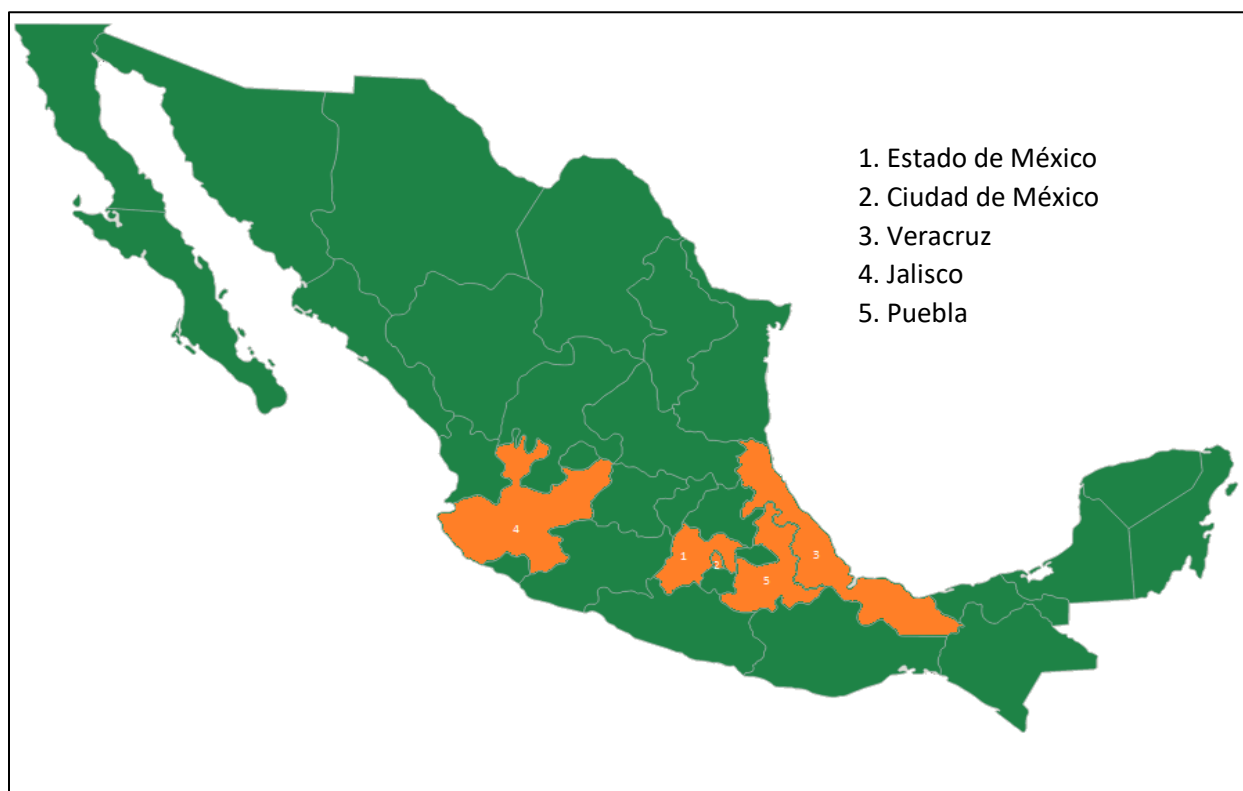 1. Estado de México
2. Ciudad de México
3. Veracruz
4. Jalisco
5. Puebla
4
1
2
3
5